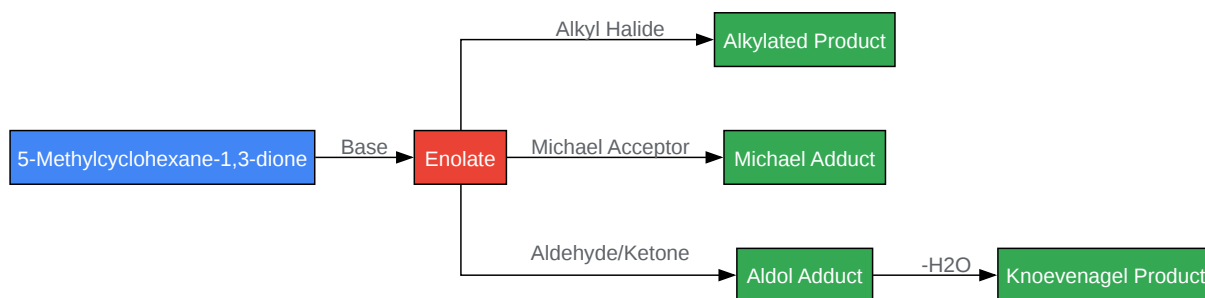 Alkyl Halide
Alkylated Product
5-Methylcyclohexane-1,3-dione
Base
Enolate
Michael Acceptor
Michael Adduct
Aldehyde/Ketone
Aldol Adduct
-H2O
Knoevenagel Product